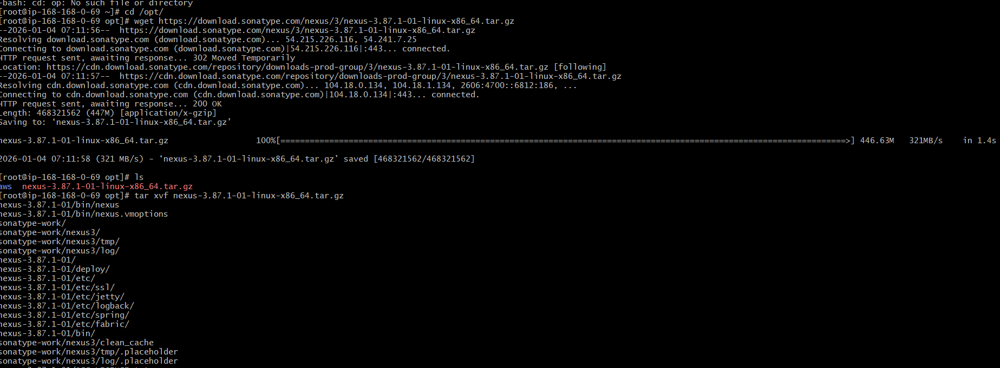 -bash: cd: op: No such file or directory
[root@ip-168-168-0-69 ~]# cd /opt/
[root@ip-168-168-0-69 opt]# wget https://download.sonatype.com/nexus/3/nexus-3.87.1-01-linux-x86_64.tar.gz
--2026-01-04 07:11:56--  https://download.sonatype.com/nexus/3/nexus-3.87.1-01-linux-x86_64.tar.gz
Resolving download.sonatype.com (download.sonatype.com)... 54.215.226.116, 54.241.7.25
Connecting to download.sonatype.com (download.sonatype.com)|54.215.226.116|:443... connected.
HTTP request sent, awaiting response... 302 Moved Temporarily
Location: https://cdn.download.sonatype.com/repository/downloads-prod-group/3/nexus-3.87.1-01-linux-x86_64.tar.gz [following]
--2026-01-04 07:11:57--  https://cdn.download.sonatype.com/repository/downloads-prod-group/3/nexus-3.87.1-01-linux-x86_64.tar.gz
Resolving cdn.download.sonatype.com (cdn.download.sonatype.com)... 104.18.0.134, 104.18.1.134, 2606:4700::6812:186, ...
Connecting to cdn.download.sonatype.com (cdn.download.sonatype.com)|104.18.0.134|:443... connected.
HTTP request sent, awaiting response... 200 OK
Length: 468321562 (447M) [application/x-gzip]
Saving to: ‘nexus-3.87.1-01-linux-x86_64.tar.gz’
nexus-3.87.1-01-linux-x86_64.tar.gz 100%[====================================================================================================================>] 446.63M 321MB/s in 1.4s
2026-01-04 07:11:58 (321 MB/s) - ‘nexus-3.87.1-01-linux-x86_64.tar.gz’ saved [468321562/468321562]
[root@ip-168-168-0-69 opt]# ls
aws  nexus-3.87.1-01-linux-x86_64.tar.gz
[root@ip-168-168-0-69 opt]# tar xvf nexus-3.87.1-01-linux-x86_64.tar.gz
nexus-3.87.1-01/bin/nexus
nexus-3.87.1-01/bin/nexus.vmoptions
sonatype-work/
sonatype-work/nexus3/
sonatype-work/nexus3/tmp/
sonatype-work/nexus3/log/
nexus-3.87.1-01/
nexus-3.87.1-01/deploy/
nexus-3.87.1-01/etc/
nexus-3.87.1-01/etc/ssl/
nexus-3.87.1-01/etc/jetty/
nexus-3.87.1-01/etc/logback/
nexus-3.87.1-01/etc/spring/
nexus-3.87.1-01/etc/fabric/
nexus-3.87.1-01/bin/
sonatype-work/nexus3/clean_cache
sonatype-work/nexus3/tmp/.placeholder
sonatype-work/nexus3/log/.placeholder